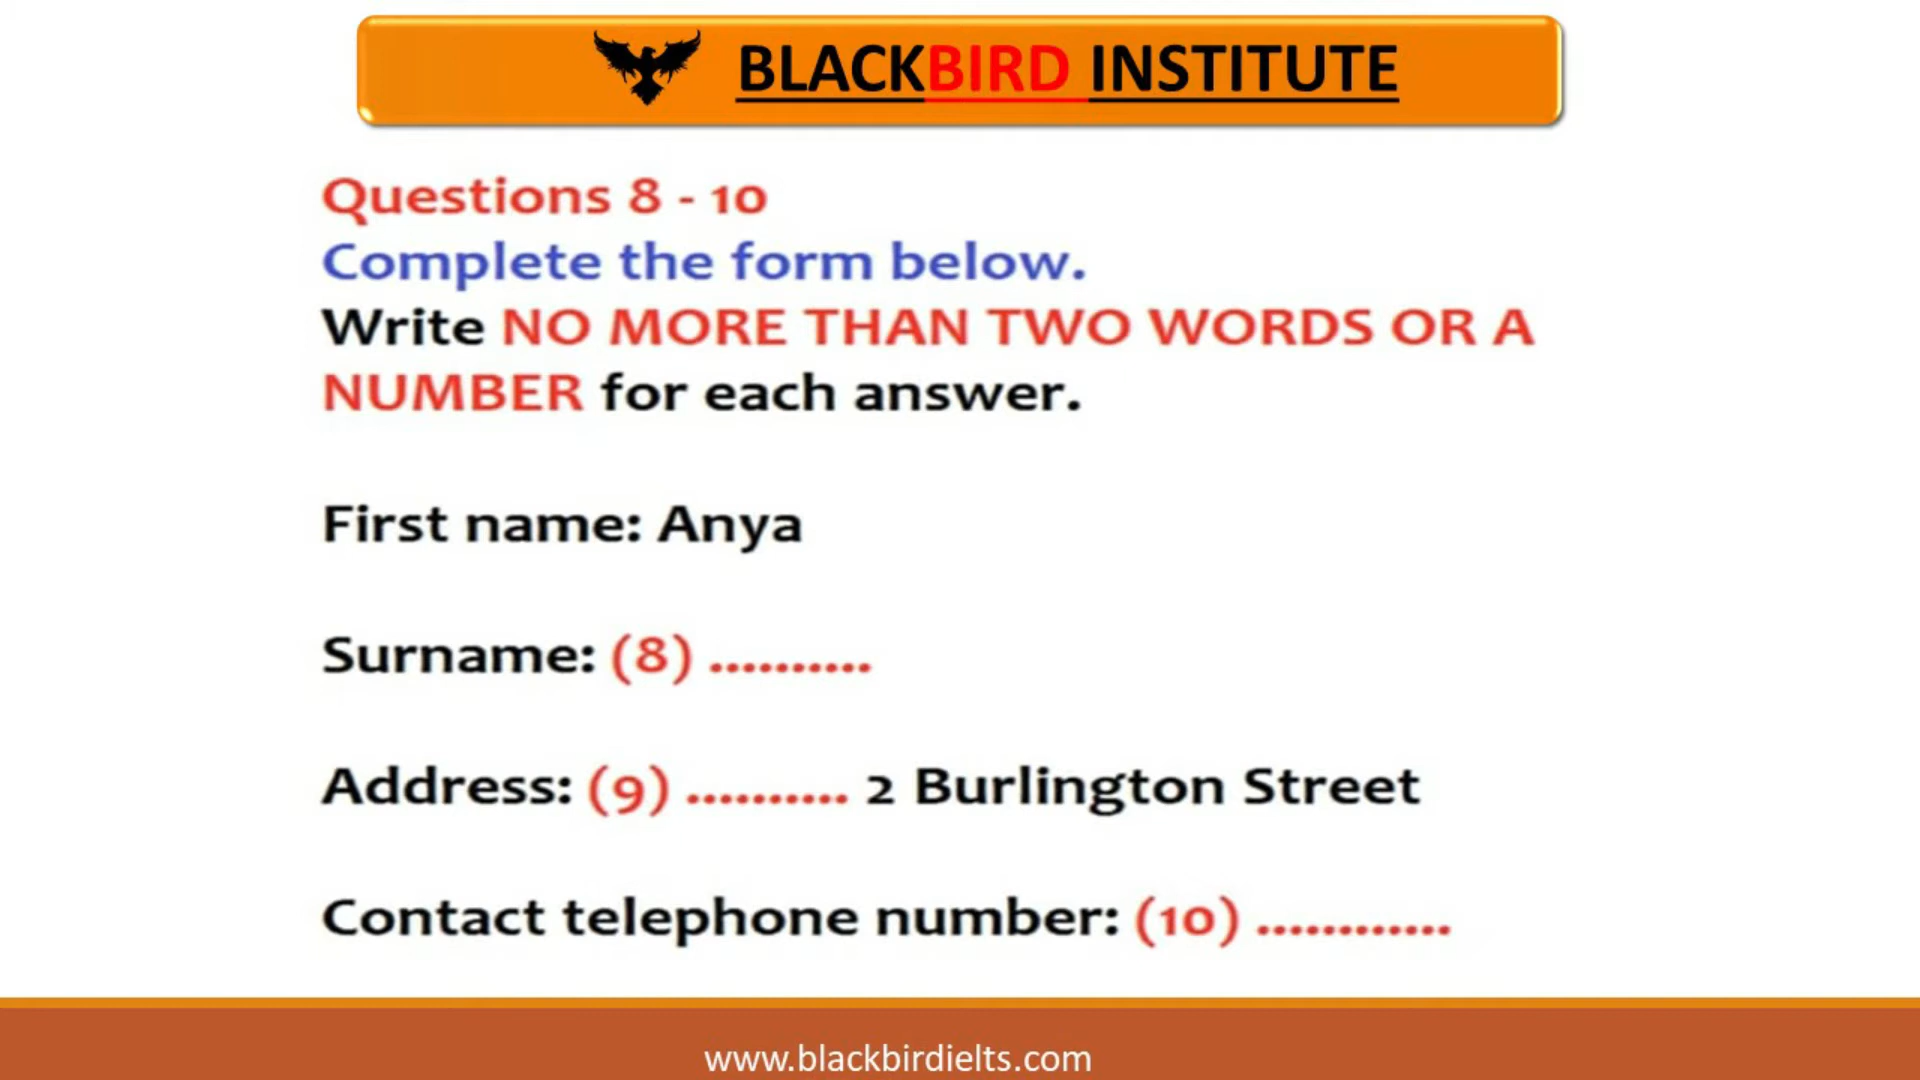 BLACKBIRD INSTITUTE
Questions 8 - 10
Complete the form below.
Write NO MORE THAN TWO WORDS OR A
NUMBER for each answer.
First name: Anya
Surname: (8) ..........
Address: (9) .......... 2 Burlington Street
Contact telephone number: (10) ............
www.blackbirdielts.com